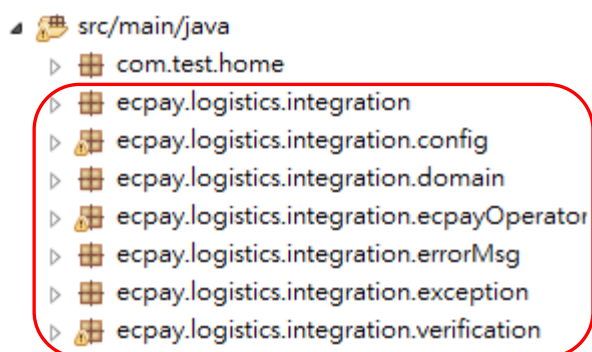 src/main/java
com.test.home
ecpay.logistics.integration
ecpay.logistics.integration.config
ecpay.logistics.integration.domain
ecpay.logistics.integration.ecpayOperator
ecpay.logistics.integration.errorMsg
ecpay.logistics.integration.exception
ecpay.logistics.integration.verification